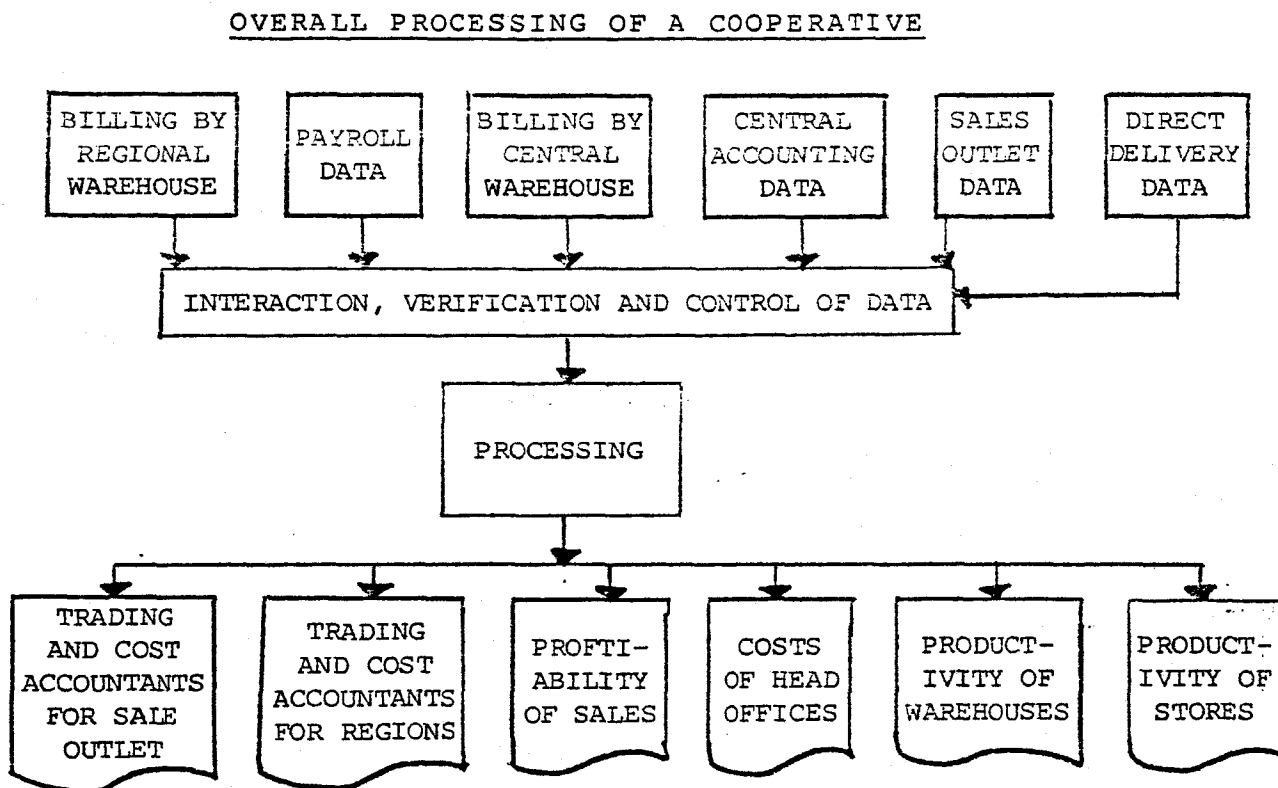 OVERALL PROCESSING OF A COOPERATIVE
BILLING BY
REGIONAL
WAREHOUSE
PAYROLL
DATA
BILLING BY
CENTRAL
WAREHOUSE
CENTRAL
ACCOUNTING
DATA
SALES
OUTLET
DATA
DIRECT
DELIVERY
DATA
INTERACTION, VERIFICATION AND CONTROL OF DATA
PROCESSING
TRADING
AND COST
ACCOUNTANTS
FOR SALE
OUTLET
TRADING
AND COST
ACCOUNTANTS
FOR REGIONS
PROFTI-
ABILITY
OF SALES
COSTS
OF HEAD
OFFICES
PRODUCT-
IVITY OF
WAREHOUSES
PRODUCT-
IVITY OF
STORES